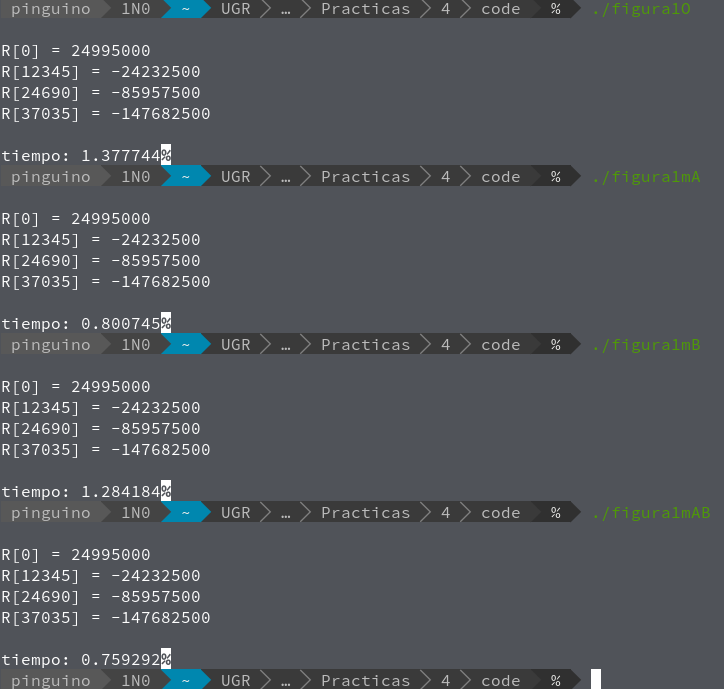 pinguino 1N0 ~ UGR … Practicas 4 code % ./figura1O
R[0] = 24995000
R[12345] = -24232500
R[24690] = -85957500
R[37035] = -147682500
tiempo: 1.377744%
pinguino 1N0 ~ UGR … Practicas 4 code % ./figura1mA
R[0] = 24995000
R[12345] = -24232500
R[24690] = -85957500
R[37035] = -147682500
tiempo: 0.800745%
pinguino 1N0 ~ UGR … Practicas 4 code % ./figura1mB
R[0] = 24995000
R[12345] = -24232500
R[24690] = -85957500
R[37035] = -147682500
tiempo: 1.284184%
pinguino 1N0 ~ UGR … Practicas 4 code % ./figura1mAB
R[0] = 24995000
R[12345] = -24232500
R[24690] = -85957500
R[37035] = -147682500
tiempo: 0.759292%
pinguino 1N0 ~ UGR … Practicas 4 code %